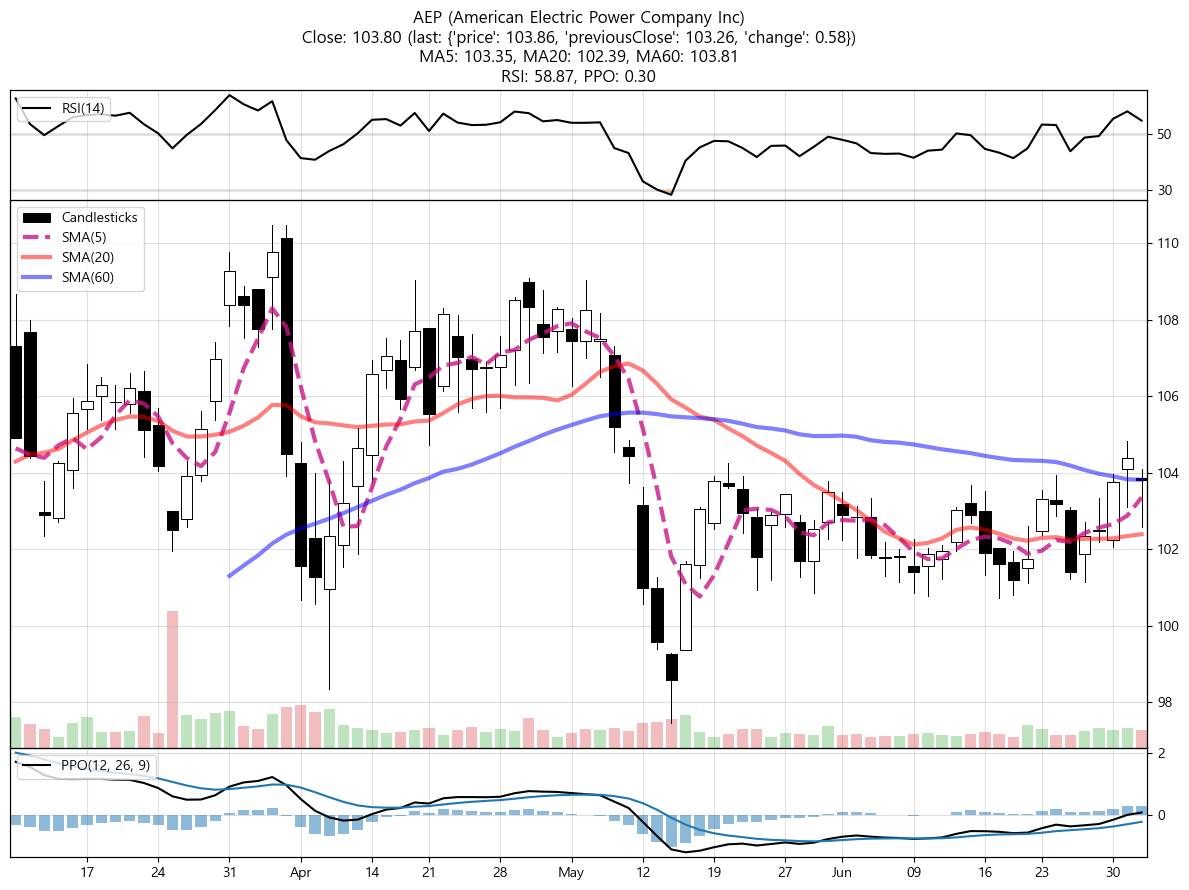 AEP (American Electric Power Company Inc)
Close: 103.80 (last: {'price': 103.86, 'previousClose': 103.26, 'change': 0.58})
MA5: 103.35, MA20: 102.39, MA60: 103.81
RSI: 58.87, PPO: 0.30
RSI(14)
50
30
Candlesticks
SMA(5)
SMA(20)
SMA(60)
110
108
106
104
102
100
98
PPO(12, 26, 9)
2
0
17 24 31 Apr 14 21 28 May 12 19 27 Jun 09 16 23 30